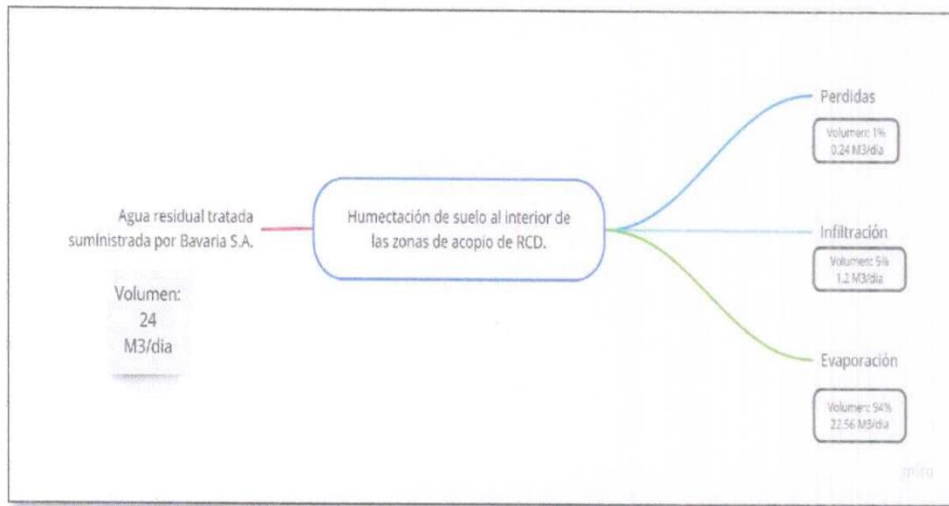 Perdidas
Volumen: 1%
0.24 M3/dia
Agua residual tratada
suministrada por Bavaria S.A.
Humectación de suelo al interior de
las zonas de acopio de RCD.
Infiltración
Volumen: 5%
1.2 M3/dia
Volumen:
24
M3/dia
Evaporación
Volumen: 94%
22.56 M3/dia
miro